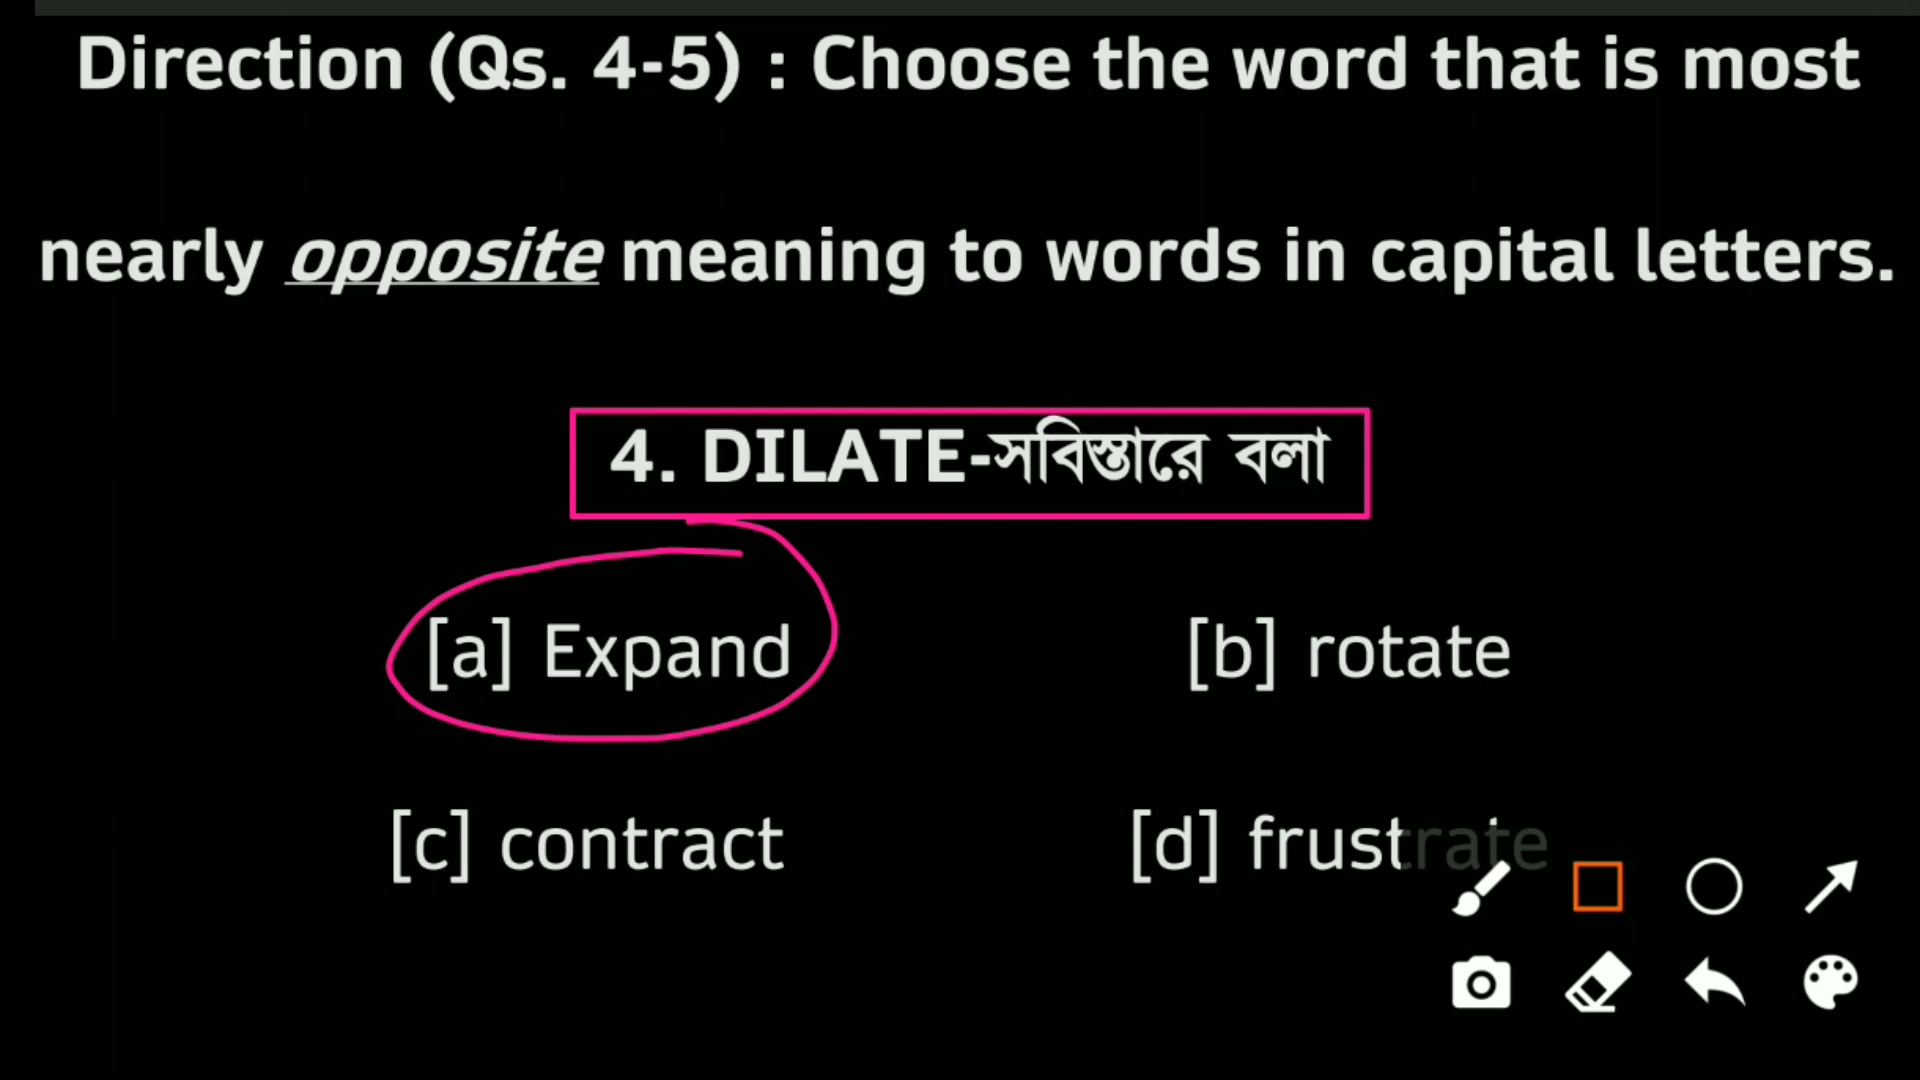 Direction (Qs. 4-5) : Choose the word that is most
nearly opposite meaning to words in capital letters.
4. DILATE-সবিস্তারে বলা
[a] Expand
[b] rotate
[c] contract
[d] frustrate